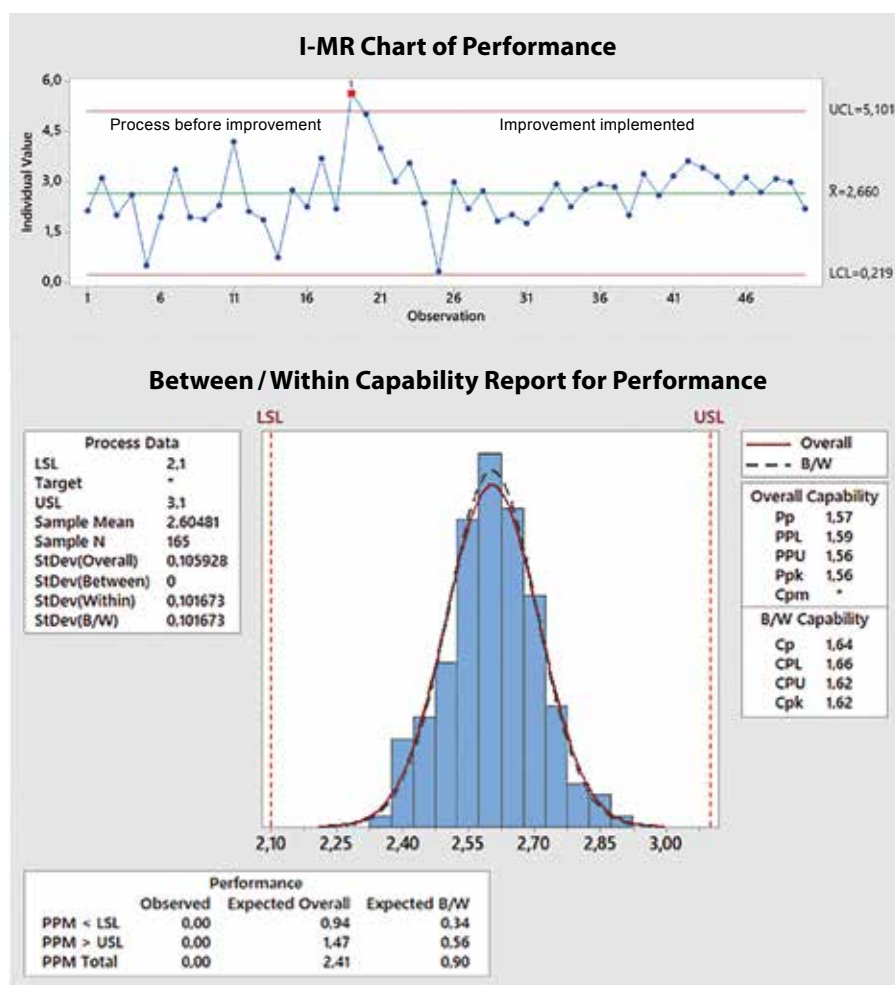 I-MR Chart of Performance
6,0
4,5
3,0
1,5
0,0
Individual Value
1
Process before improvement
Improvement implemented
UCL=5,101
X̄=2,660
LCL=0,219
1 6 11 16 21 26 31 36 41 46
Observation
Between / Within Capability Report for Performance
LSL USL
Process Data
LSL 2,1
Target *
USL 3,1
Sample Mean 2,60481
Sample N 165
StDev(Overall) 0,105928
StDev(Between) 0
StDev(Within) 0,101673
StDev(B/W) 0,101673
Overall
B/W
Overall Capability
Pp 1,57
PPL 1,59
PPU 1,56
Ppk 1,56
Cpm *
B/W Capability
Cp 1,64
CPL 1,66
CPU 1,62
Cpk 1,62
2,10 2,25 2,40 2,55 2,70 2,85 3,00
Performance
Observed Expected Overall Expected B/W
PPM < LSL 0,00 0,94 0,34
PPM > USL 0,00 1,47 0,56
PPM Total 0,00 2,41 0,90